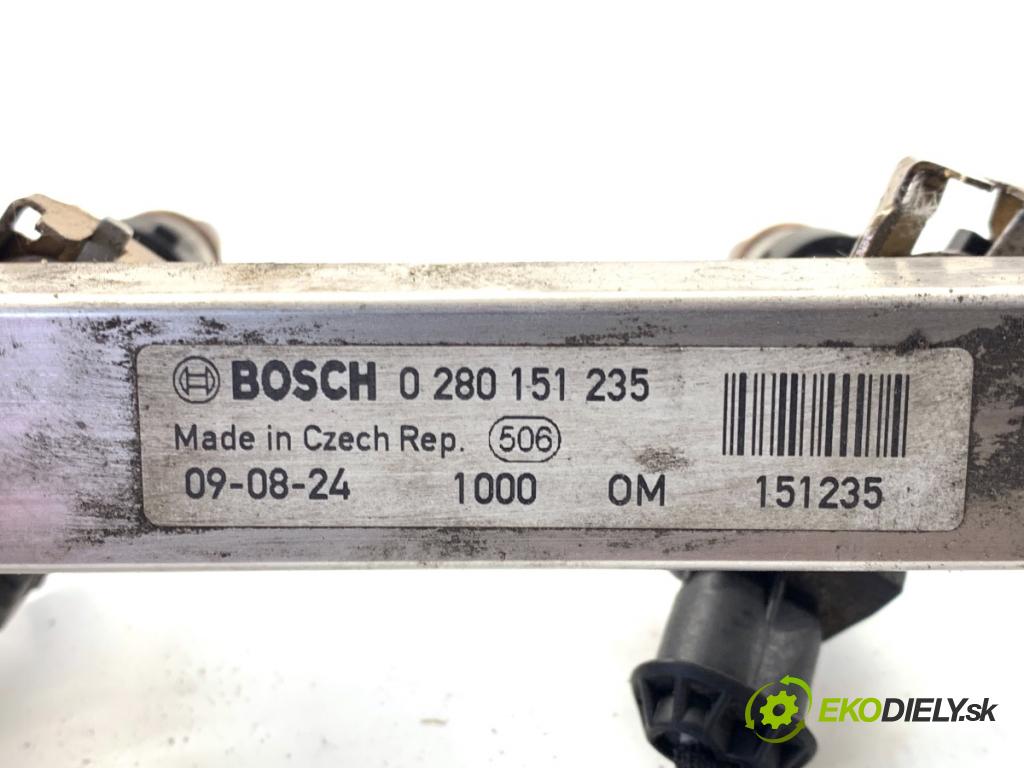 BOSCH 0 280 151 235
Made in Czech Rep. 506
09-08-24 1000 OM 151235
EKODIELY.sk